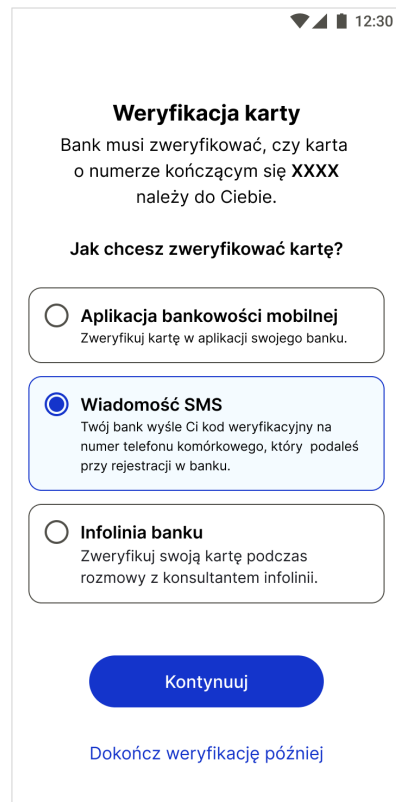 12:30
Weryfikacja karty
Bank musi zweryfikować, czy karta
o numerze kończącym się XXXX
należy do Ciebie.
Jak chcesz zweryfikować kartę?
Aplikacja bankowości mobilnej
Zweryfikuj kartę w aplikacji swojego banku.
Wiadomość SMS
Twój bank wyśle Ci kod weryfikacyjny na
numer telefonu komórkowego, który  podałeś
przy rejestracji w banku.
Infolinia banku
Zweryfikuj swoją kartę podczas
rozmowy z konsultantem infolinii.
Kontynuuj
Dokończ weryfikację później